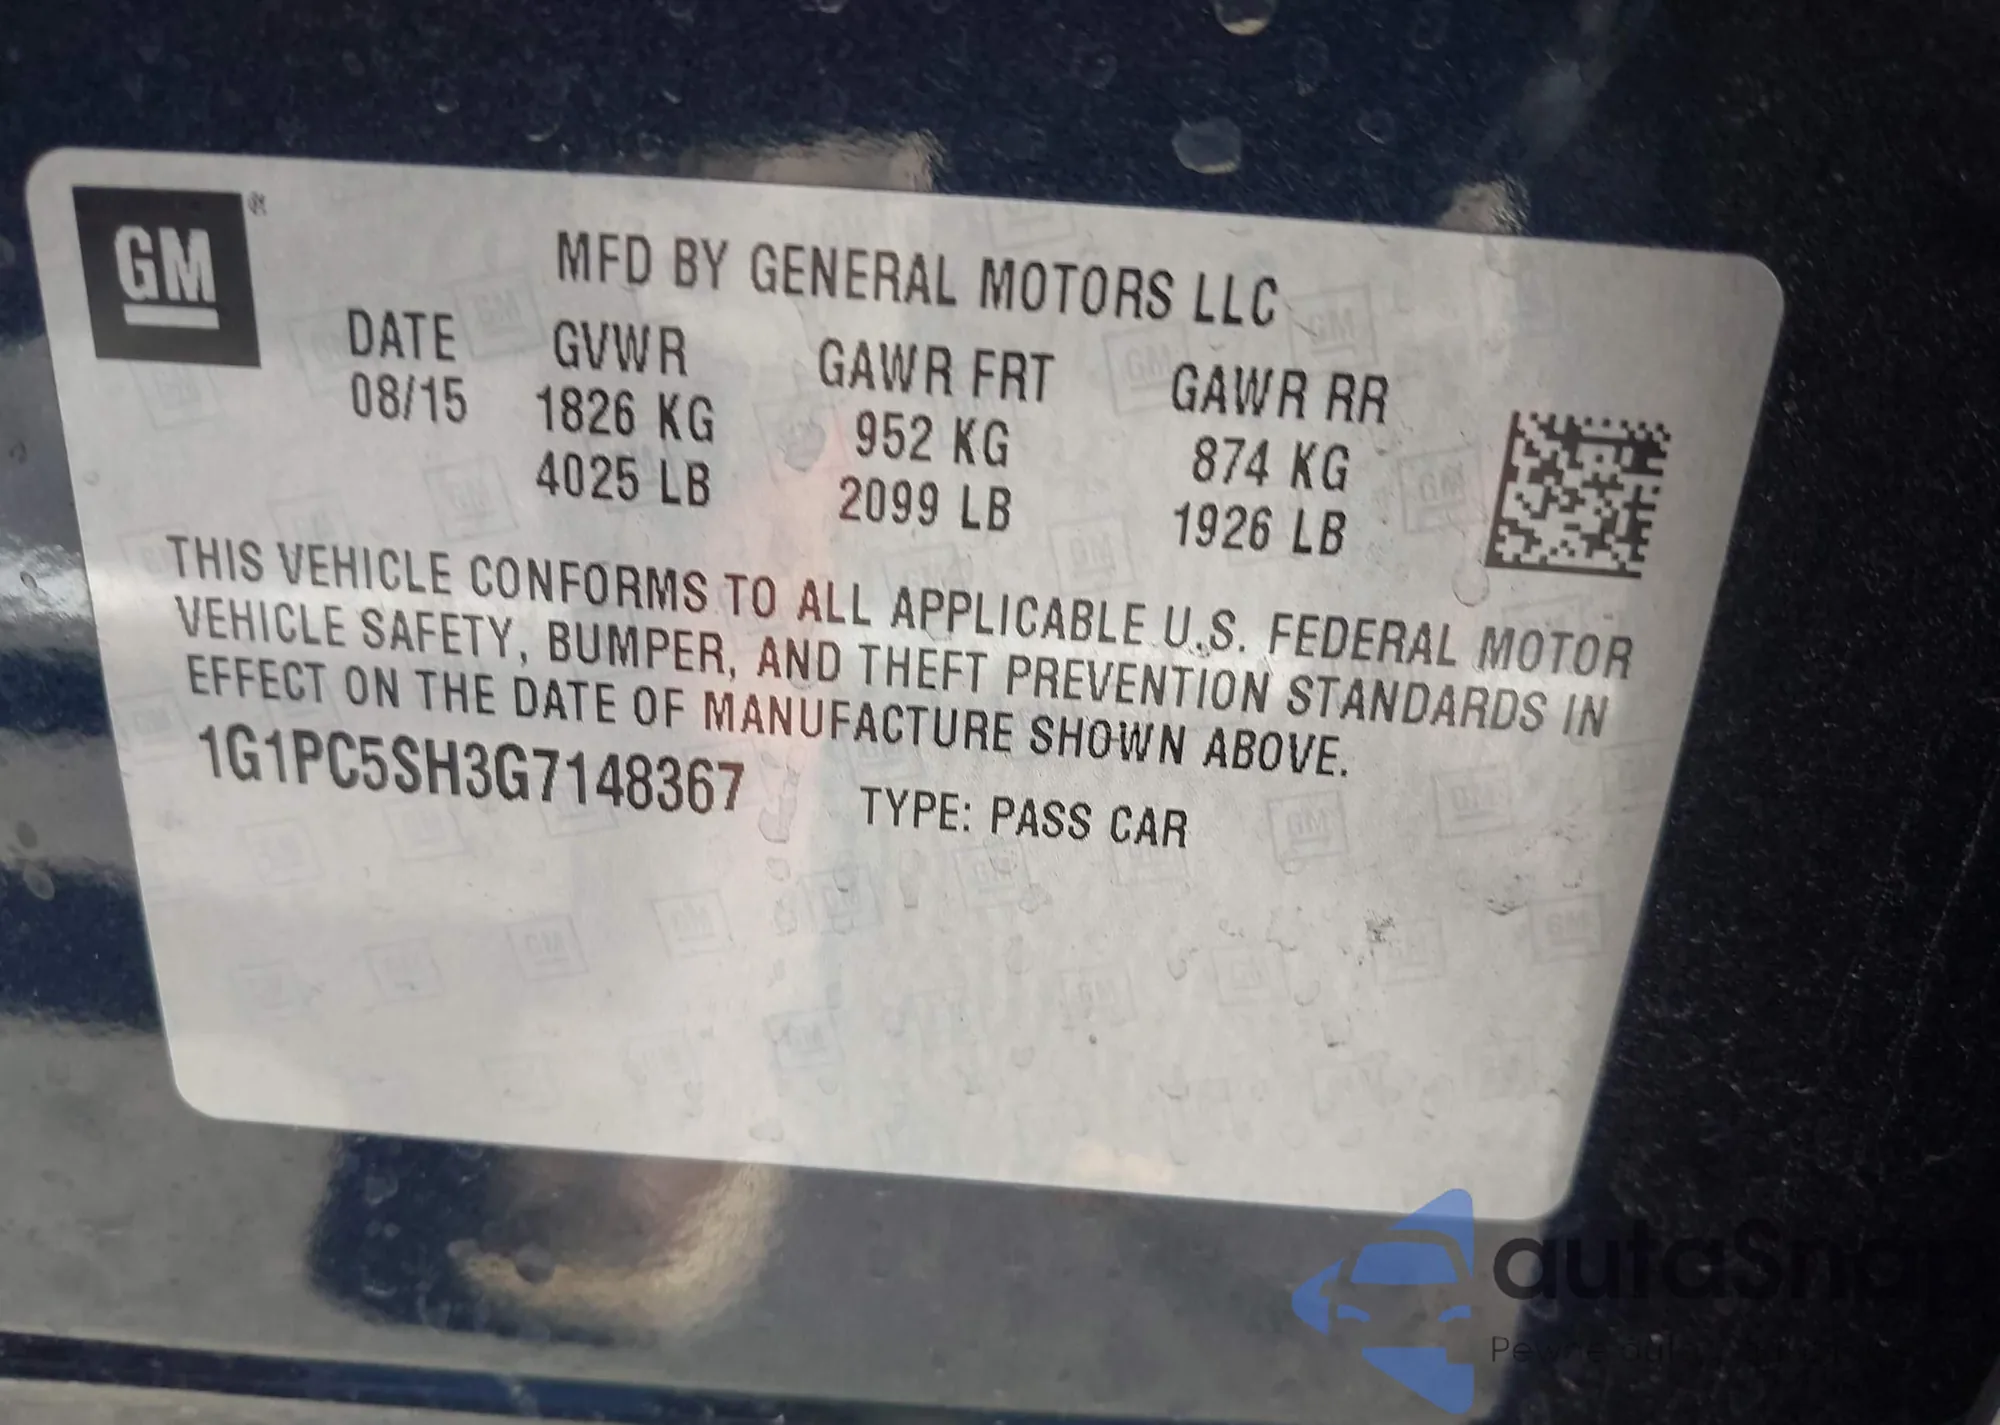 GM
MFD BY GENERAL MOTORS LLC
DATE GVWR GAWR FRT GAWR RR
08/15 1826 KG 952 KG 874 KG
4025 LB 2099 LB 1926 LB
THIS VEHICLE CONFORMS TO ALL APPLICABLE U.S. FEDERAL MOTOR
VEHICLE SAFETY, BUMPER, AND THEFT PREVENTION STANDARDS IN
EFFECT ON THE DATE OF MANUFACTURE SHOWN ABOVE.
1G1PC5SH3G7148367 TYPE: PASS CAR
autaSnap
Pewne